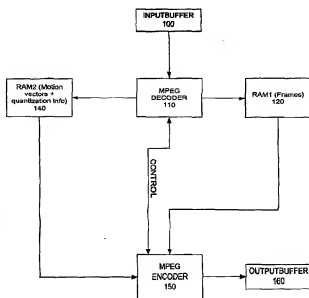 INPUTBUFFER
100
RAM2 (Motion
vectors +
quantization info)
140
MPEG
DECODER
110
RAM1 (Frames)
120
CONTROL
MPEG
ENCODER
150
OUTPUTBUFFER
160